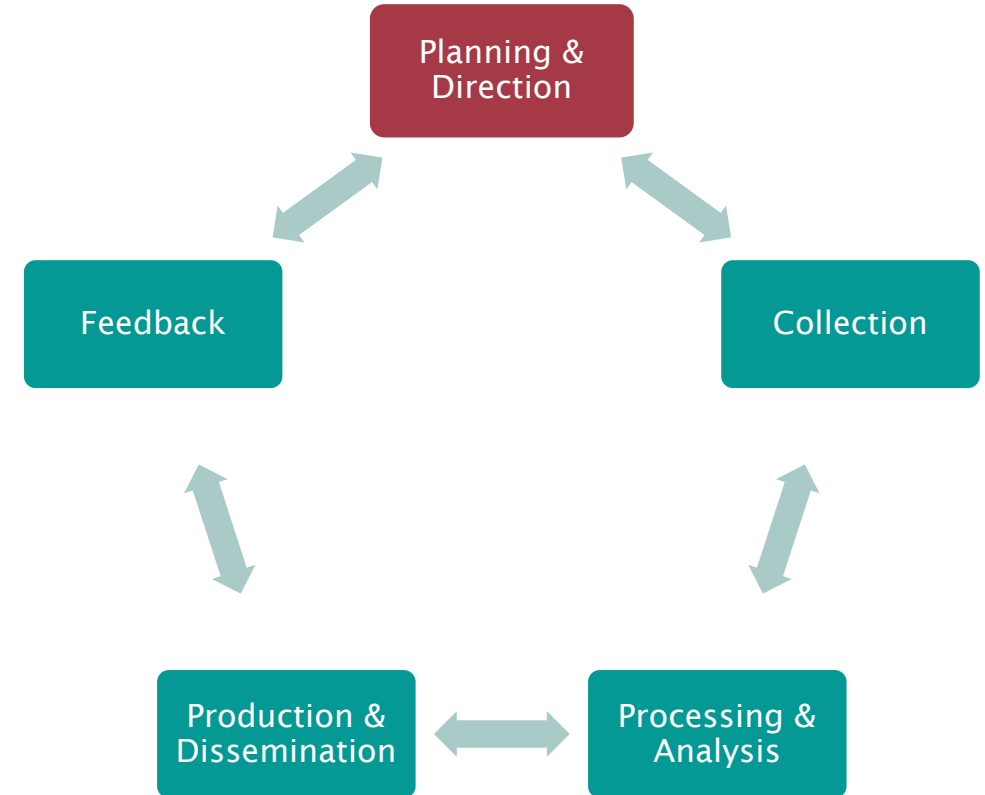 Planning &
Direction
Feedback
Collection
Production &
Dissemination
Processing &
Analysis